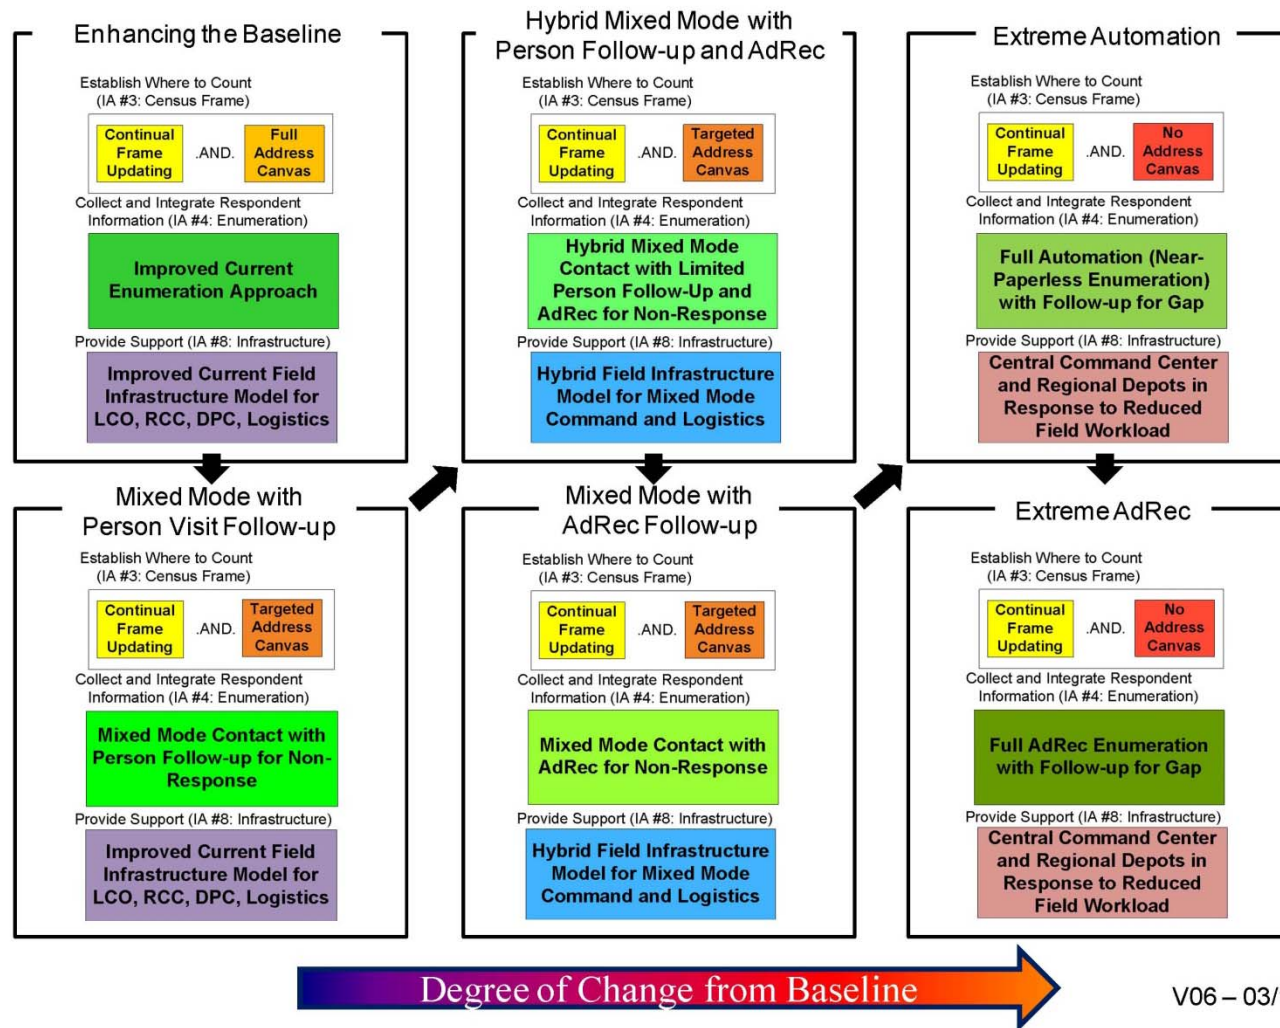 Enhancing the Baseline
Establish Where to Count
(IA #3: Census Frame)
Continual
Frame
Updating
.AND.
Full
Address
Canvas
Collect and Integrate Respondent
Information (IA #4: Enumeration)
Improved Current
Enumeration Approach
Provide Support (IA #8: Infrastructure)
Improved Current Field
Infrastructure Model for
LCO, RCC, DPC, Logistics
Mixed Mode with
Person Visit Follow-up
Establish Where to Count
(IA #3: Census Frame)
Continual
Frame
Updating
.AND.
Targeted
Address
Canvas
Collect and Integrate Respondent
Information (IA #4: Enumeration)
Mixed Mode Contact with
Person Follow-up for Non-
Response
Provide Support (IA #8: Infrastructure)
Improved Current Field
Infrastructure Model for
LCO, RCC, DPC, Logistics
Hybrid Mixed Mode with
Person Follow-up and AdRec
Establish Where to Count
(IA #3: Census Frame)
Continual
Frame
Updating
.AND.
Targeted
Address
Canvas
Collect and Integrate Respondent
Information (IA #4: Enumeration)
Hybrid Mixed Mode
Contact with Limited
Person Follow-Up and
AdRec for Non-Response
Provide Support (IA #8: Infrastructure)
Hybrid Field Infrastructure
Model for Mixed Mode
Command and Logistics
Mixed Mode with
AdRec Follow-up
Establish Where to Count
(IA #3: Census Frame)
Continual
Frame
Updating
.AND.
Targeted
Address
Canvas
Collect and Integrate Respondent
Information (IA #4: Enumeration)
Mixed Mode Contact with
AdRec for Non-Response
Provide Support (IA #8: Infrastructure)
Hybrid Field Infrastructure
Model for Mixed Mode
Command and Logistics
Extreme Automation
Establish Where to Count
(IA #3: Census Frame)
Continual
Frame
Updating
.AND.
No
Address
Canvas
Collect and Integrate Respondent
Information (IA #4: Enumeration)
Full Automation (Near-
Paperless Enumeration)
with Follow-up for Gap
Provide Support (IA #8: Infrastructure)
Central Command Center
and Regional Depots in
Response to Reduced
Field Workload
Extreme AdRec
Establish Where to Count
(IA #3: Census Frame)
Continual
Frame
Updating
.AND.
No
Address
Canvas
Collect and Integrate Respondent
Information (IA #4: Enumeration)
Full AdRec Enumeration
with Follow-up for Gap
Provide Support (IA #8: Infrastructure)
Central Command Center
and Regional Depots in
Response to Reduced
Field Workload
Degree of Change from Baseline
V06 – 03/